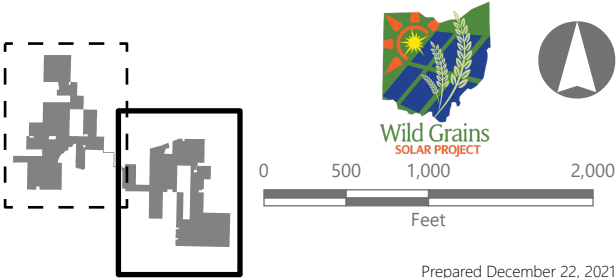 Wild Grains
SOLAR PROJECT
0 500 1,000 2,000
Feet
Prepared December 22, 2021